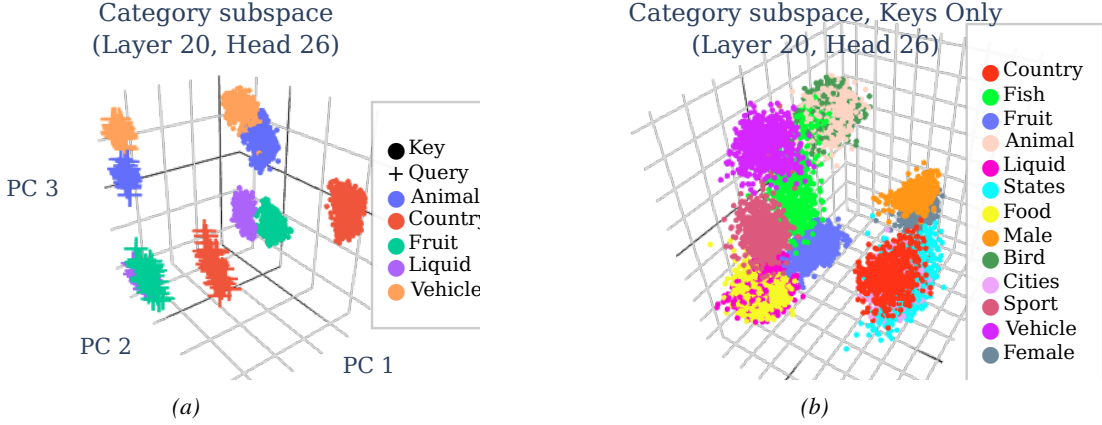 Category subspace
(Layer 20, Head 26)
PC 3
PC 2
PC 1
Key
Query
Animal
Country
Fruit
Liquid
Vehicle
(a)
Category subspace, Keys Only
(Layer 20, Head 26)
Country
Fish
Fruit
Animal
Liquid
States
Food
Male
Bird
Cities
Sport
Vehicle
Female
(b)